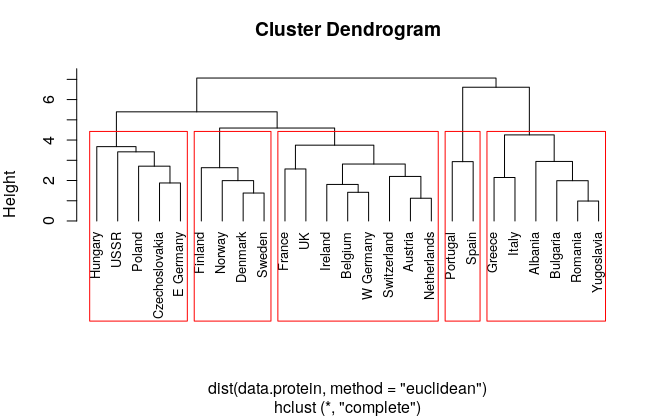 Cluster Dendrogram
Height
0
2
4
6
Hungary
USSR
Poland
Czechoslovakia
E Germany
Finland
Norway
Denmark
Sweden
France
UK
Ireland
Belgium
W Germany
Switzerland
Austria
Netherlands
Portugal
Spain
Greece
Italy
Albania
Bulgaria
Romania
Yugoslavia
dist(data.protein, method = "euclidean")
hclust (*, "complete")